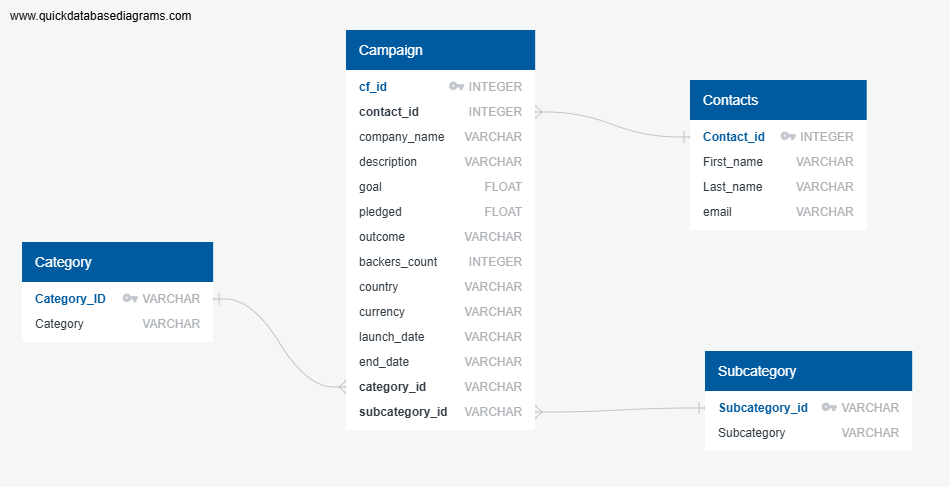 www.quickdatabasediagrams.com
Campaign
cf_id INTEGER
contact_id INTEGER
company_name VARCHAR
description VARCHAR
goal FLOAT
pledged FLOAT
outcome VARCHAR
backers_count INTEGER
country VARCHAR
currency VARCHAR
launch_date VARCHAR
end_date VARCHAR
category_id VARCHAR
subcategory_id VARCHAR
Contacts
Contact_id INTEGER
First_name VARCHAR
Last_name VARCHAR
email VARCHAR
Category
Category_ID VARCHAR
Category VARCHAR
Subcategory
Subcategory_id VARCHAR
Subcategory VARCHAR